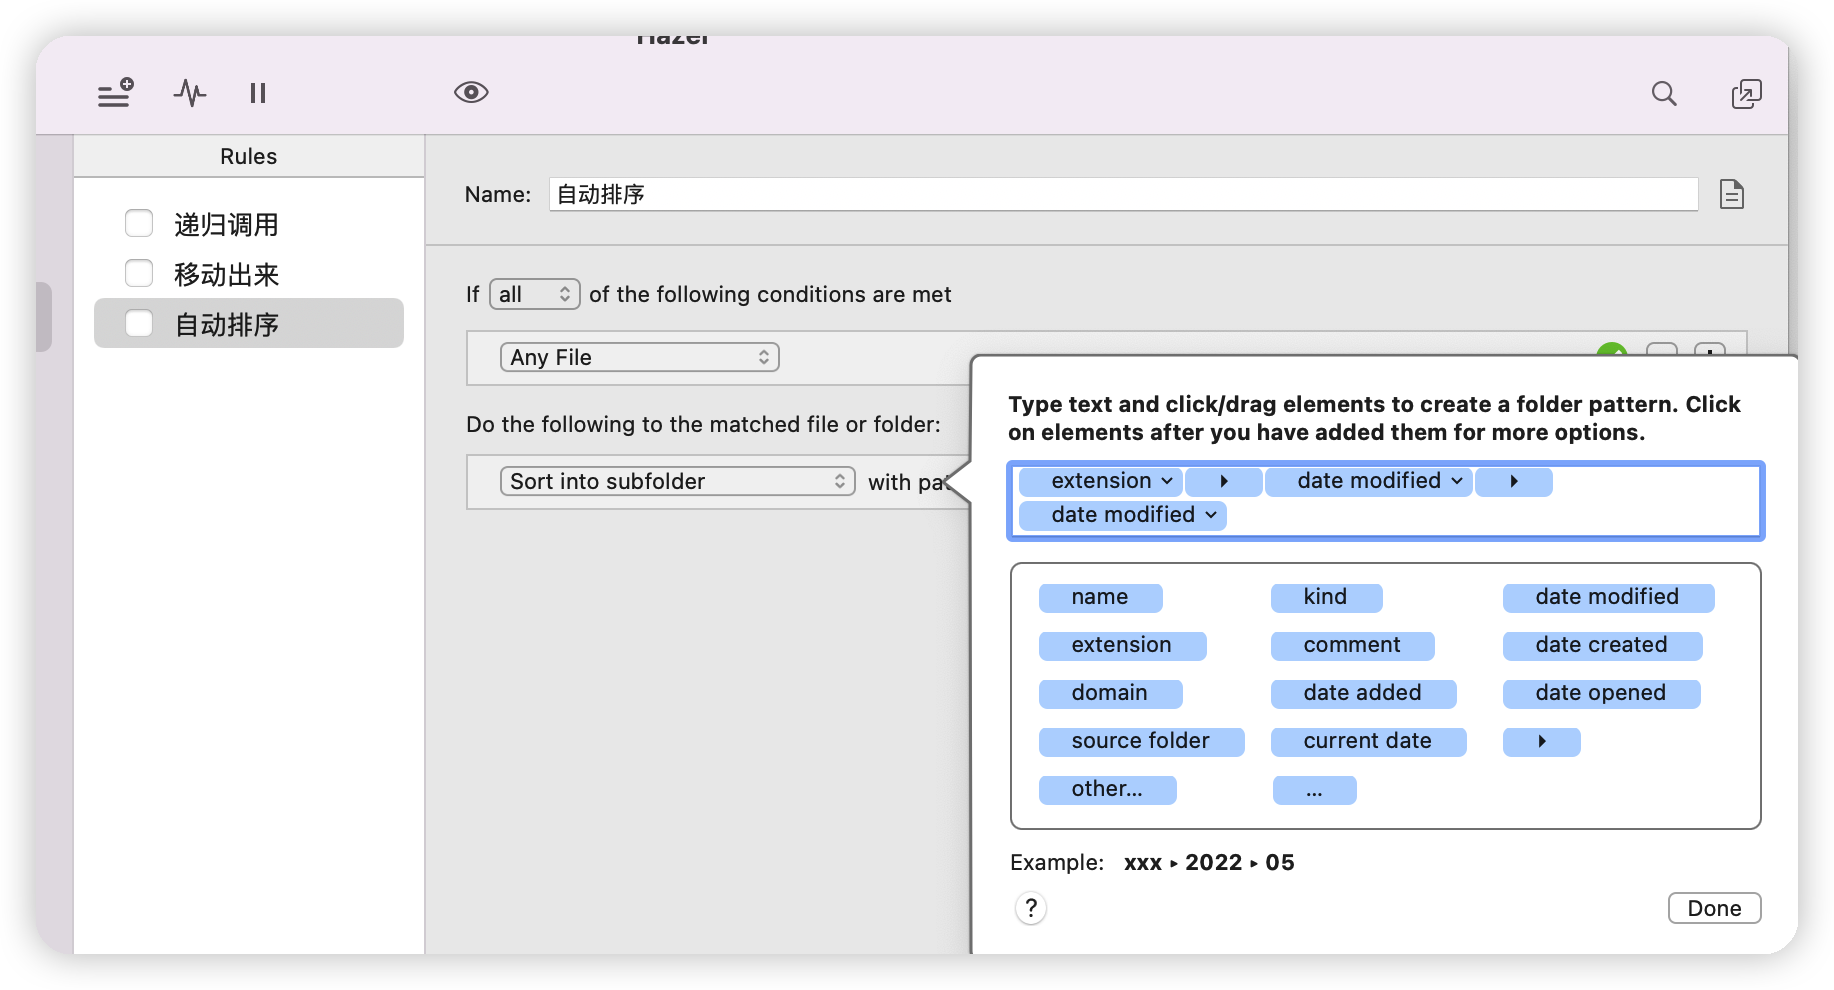 Hazel
Rules
递归调用
移动出来
自动排序
Name: 自动排序
If all of the following conditions are met
Any File
Do the following to the matched file or folder:
Sort into subfolder with pat
Type text and click/drag elements to create a folder pattern. Click
on elements after you have added them for more options.
extension date modified
date modified
name kind date modified
extension comment date created
domain date added date opened
source folder current date
other... ...
Example: xxx ▸ 2022 ▸ 05
? Done